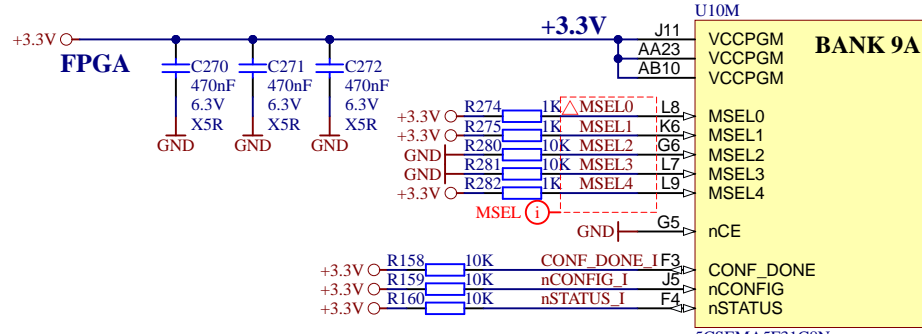 U10M
+3.3V
+3.3V
J11
VCCPGM
BANK 9A
FPGA
AA23
VCCPGM
AB10
VCCPGM
C270
470nF
6.3V
X5R
C271
470nF
6.3V
X5R
C272
470nF
6.3V
X5R
GND
GND
GND
+3.3V R274 1K MSEL0 L8 MSEL0
+3.3V R275 1K MSEL1 K6 MSEL1
GND R280 10K MSEL2 G6 MSEL2
GND R281 10K MSEL3 L7 MSEL3
+3.3V R282 1K MSEL4 L9 MSEL4
MSEL i
GND G5 nCE
+3.3V R158 10K CONF_DONE_I F3 CONF_DONE
+3.3V R159 10K nCONFIG_I J5 nCONFIG
+3.3V R160 10K nSTATUS_I F4 nSTATUS